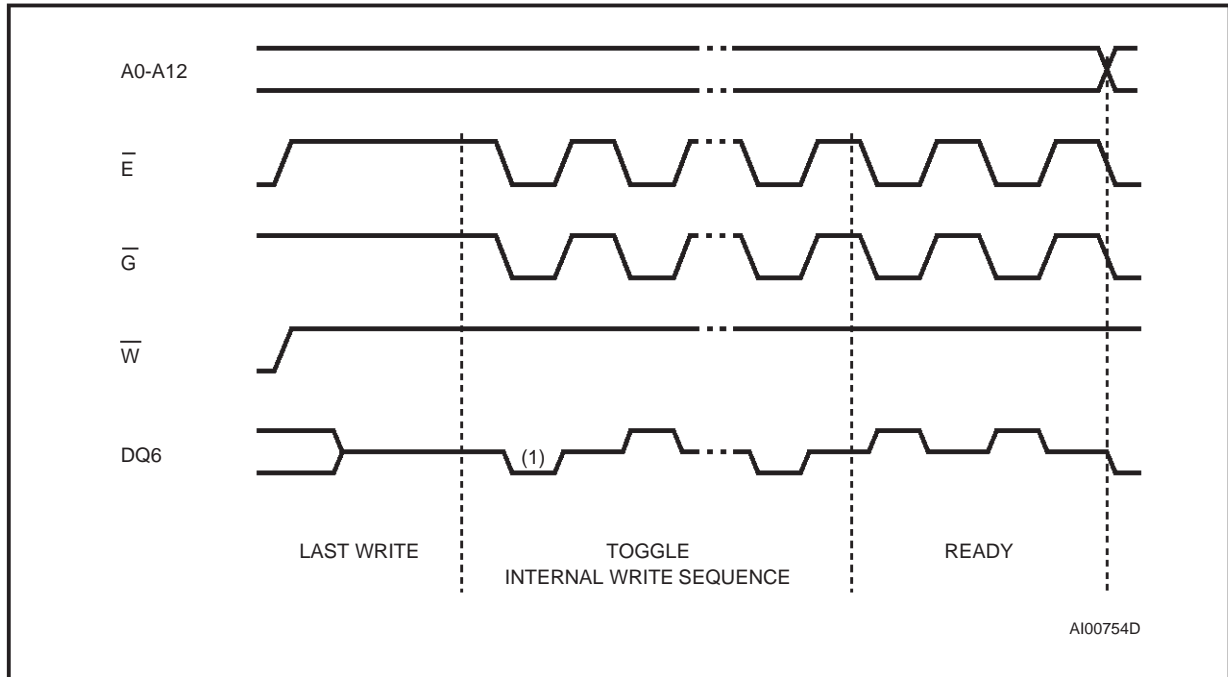 A0-A12
E
G
W
DQ6
(1)
LAST WRITE
TOGGLE
INTERNAL WRITE SEQUENCE
READY
AI00754D